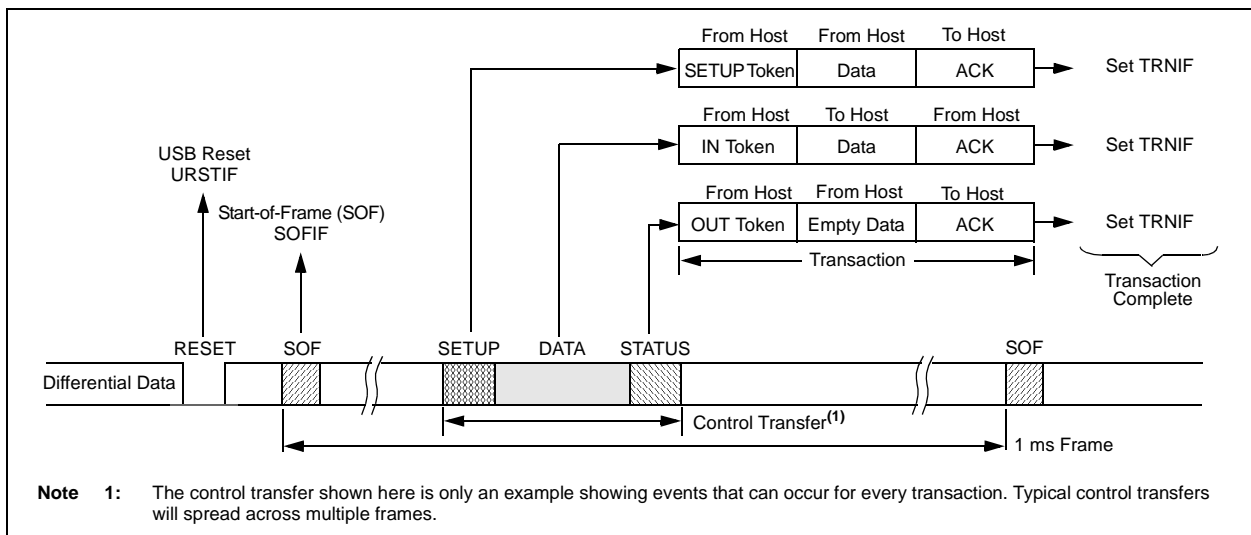 From Host From Host To Host
SETUP Token Data ACK Set TRNIF
From Host To Host From Host
IN Token Data ACK Set TRNIF
USB Reset
URSTIF
From Host From Host To Host
Start-of-Frame (SOF)
SOFIF
OUT Token Empty Data ACK Set TRNIF
Transaction
Transaction
Complete
RESET SOF SETUP DATA STATUS SOF
Differential Data
Control Transfer(1)
1 ms Frame
Note 1: The control transfer shown here is only an example showing events that can occur for every transaction. Typical control transfers
will spread across multiple frames.